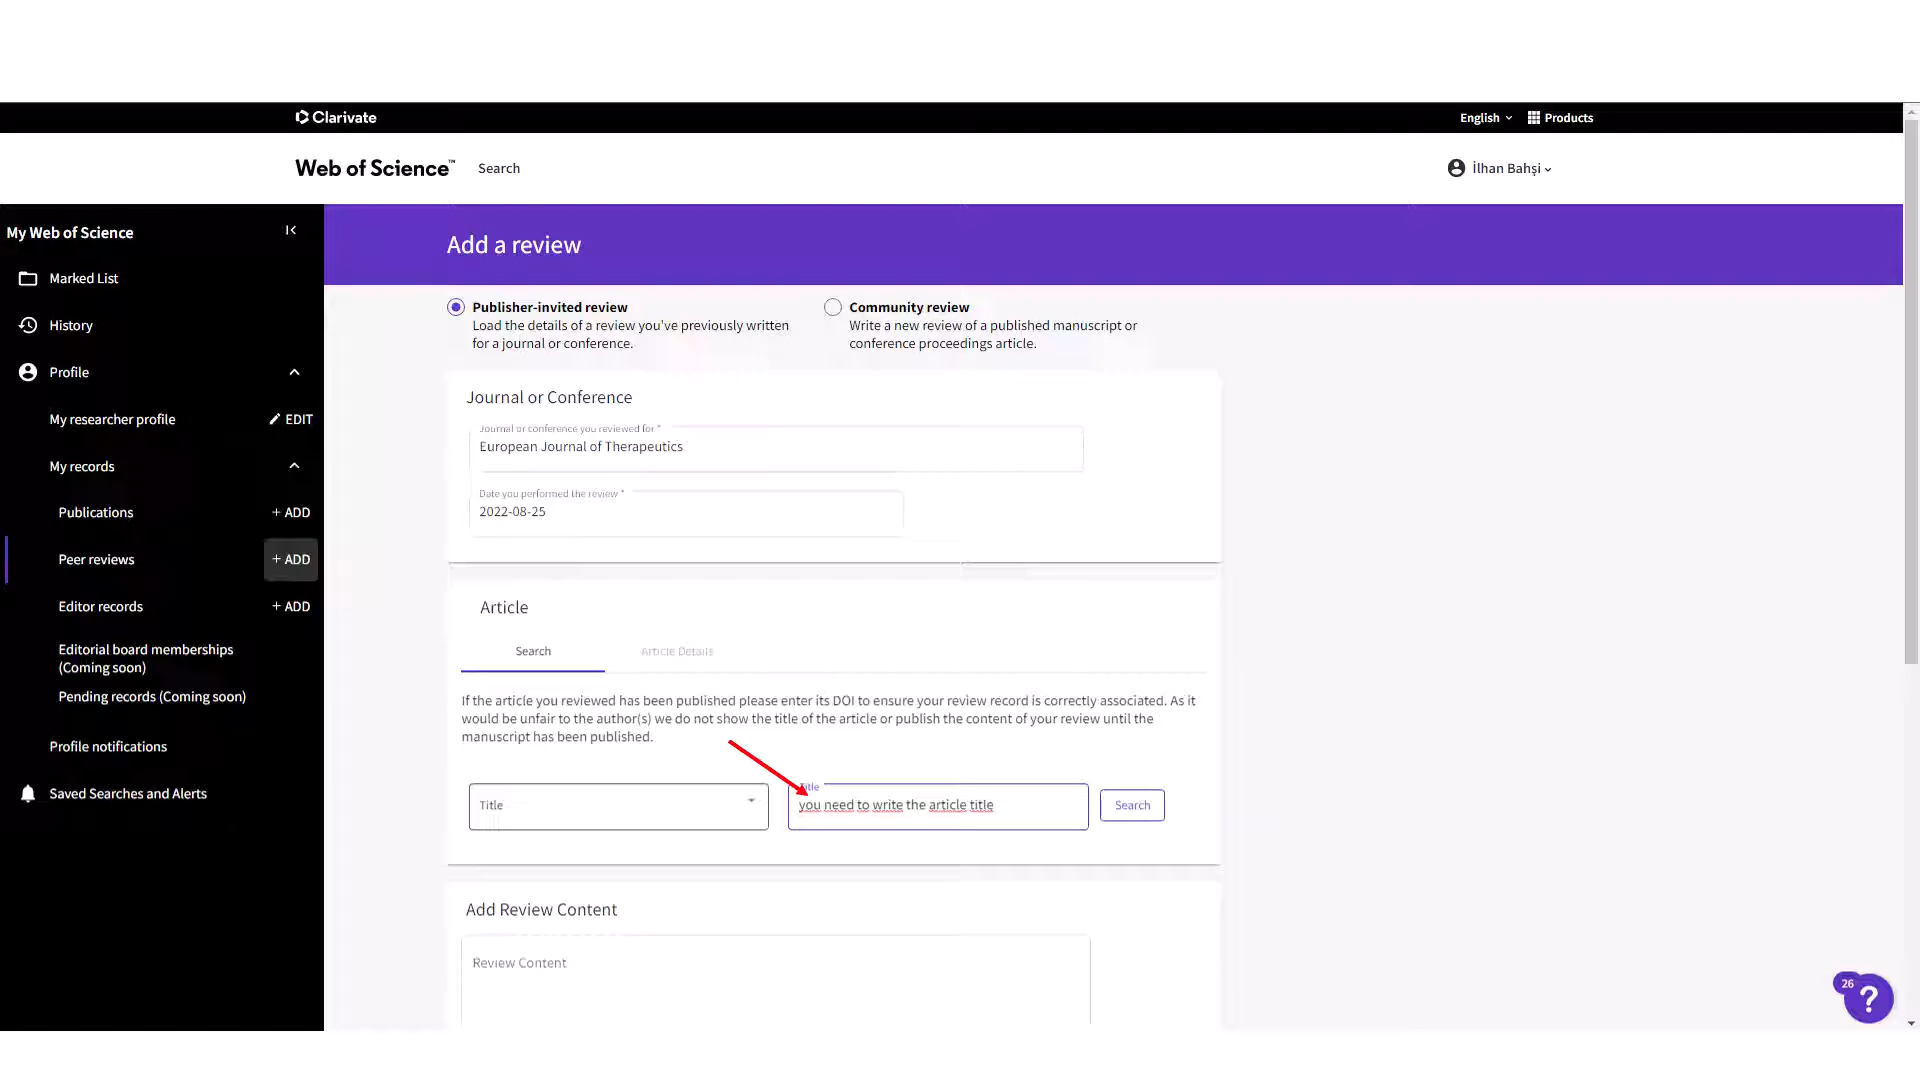 Clarivate
English
Products
Web of Science™
Search
İlhan Bahşi
My Web of Science
Marked List
History
Profile
My researcher profile
EDIT
My records
Publications
+ ADD
Peer reviews
+ ADD
Editor records
+ ADD
Editorial board memberships
(Coming soon)
Pending records (Coming soon)
Profile notifications
Saved Searches and Alerts
Add a review
Publisher-invited review
Load the details of a review you've previously written
for a journal or conference.
Community review
Write a new review of a published manuscript or
conference proceedings article.
Journal or Conference
Journal or conference you reviewed for *
European Journal of Therapeutics
Date you performed the review *
2022-08-25
Article
Search
Article Details
If the article you reviewed has been published please enter its DOI to ensure your review record is correctly associated. As it
would be unfair to the author(s) we do not show the title of the article or publish the content of your review until the
manuscript has been published.
Title
Title
you need to write the article title
Search
Add Review Content
Review Content
26
?